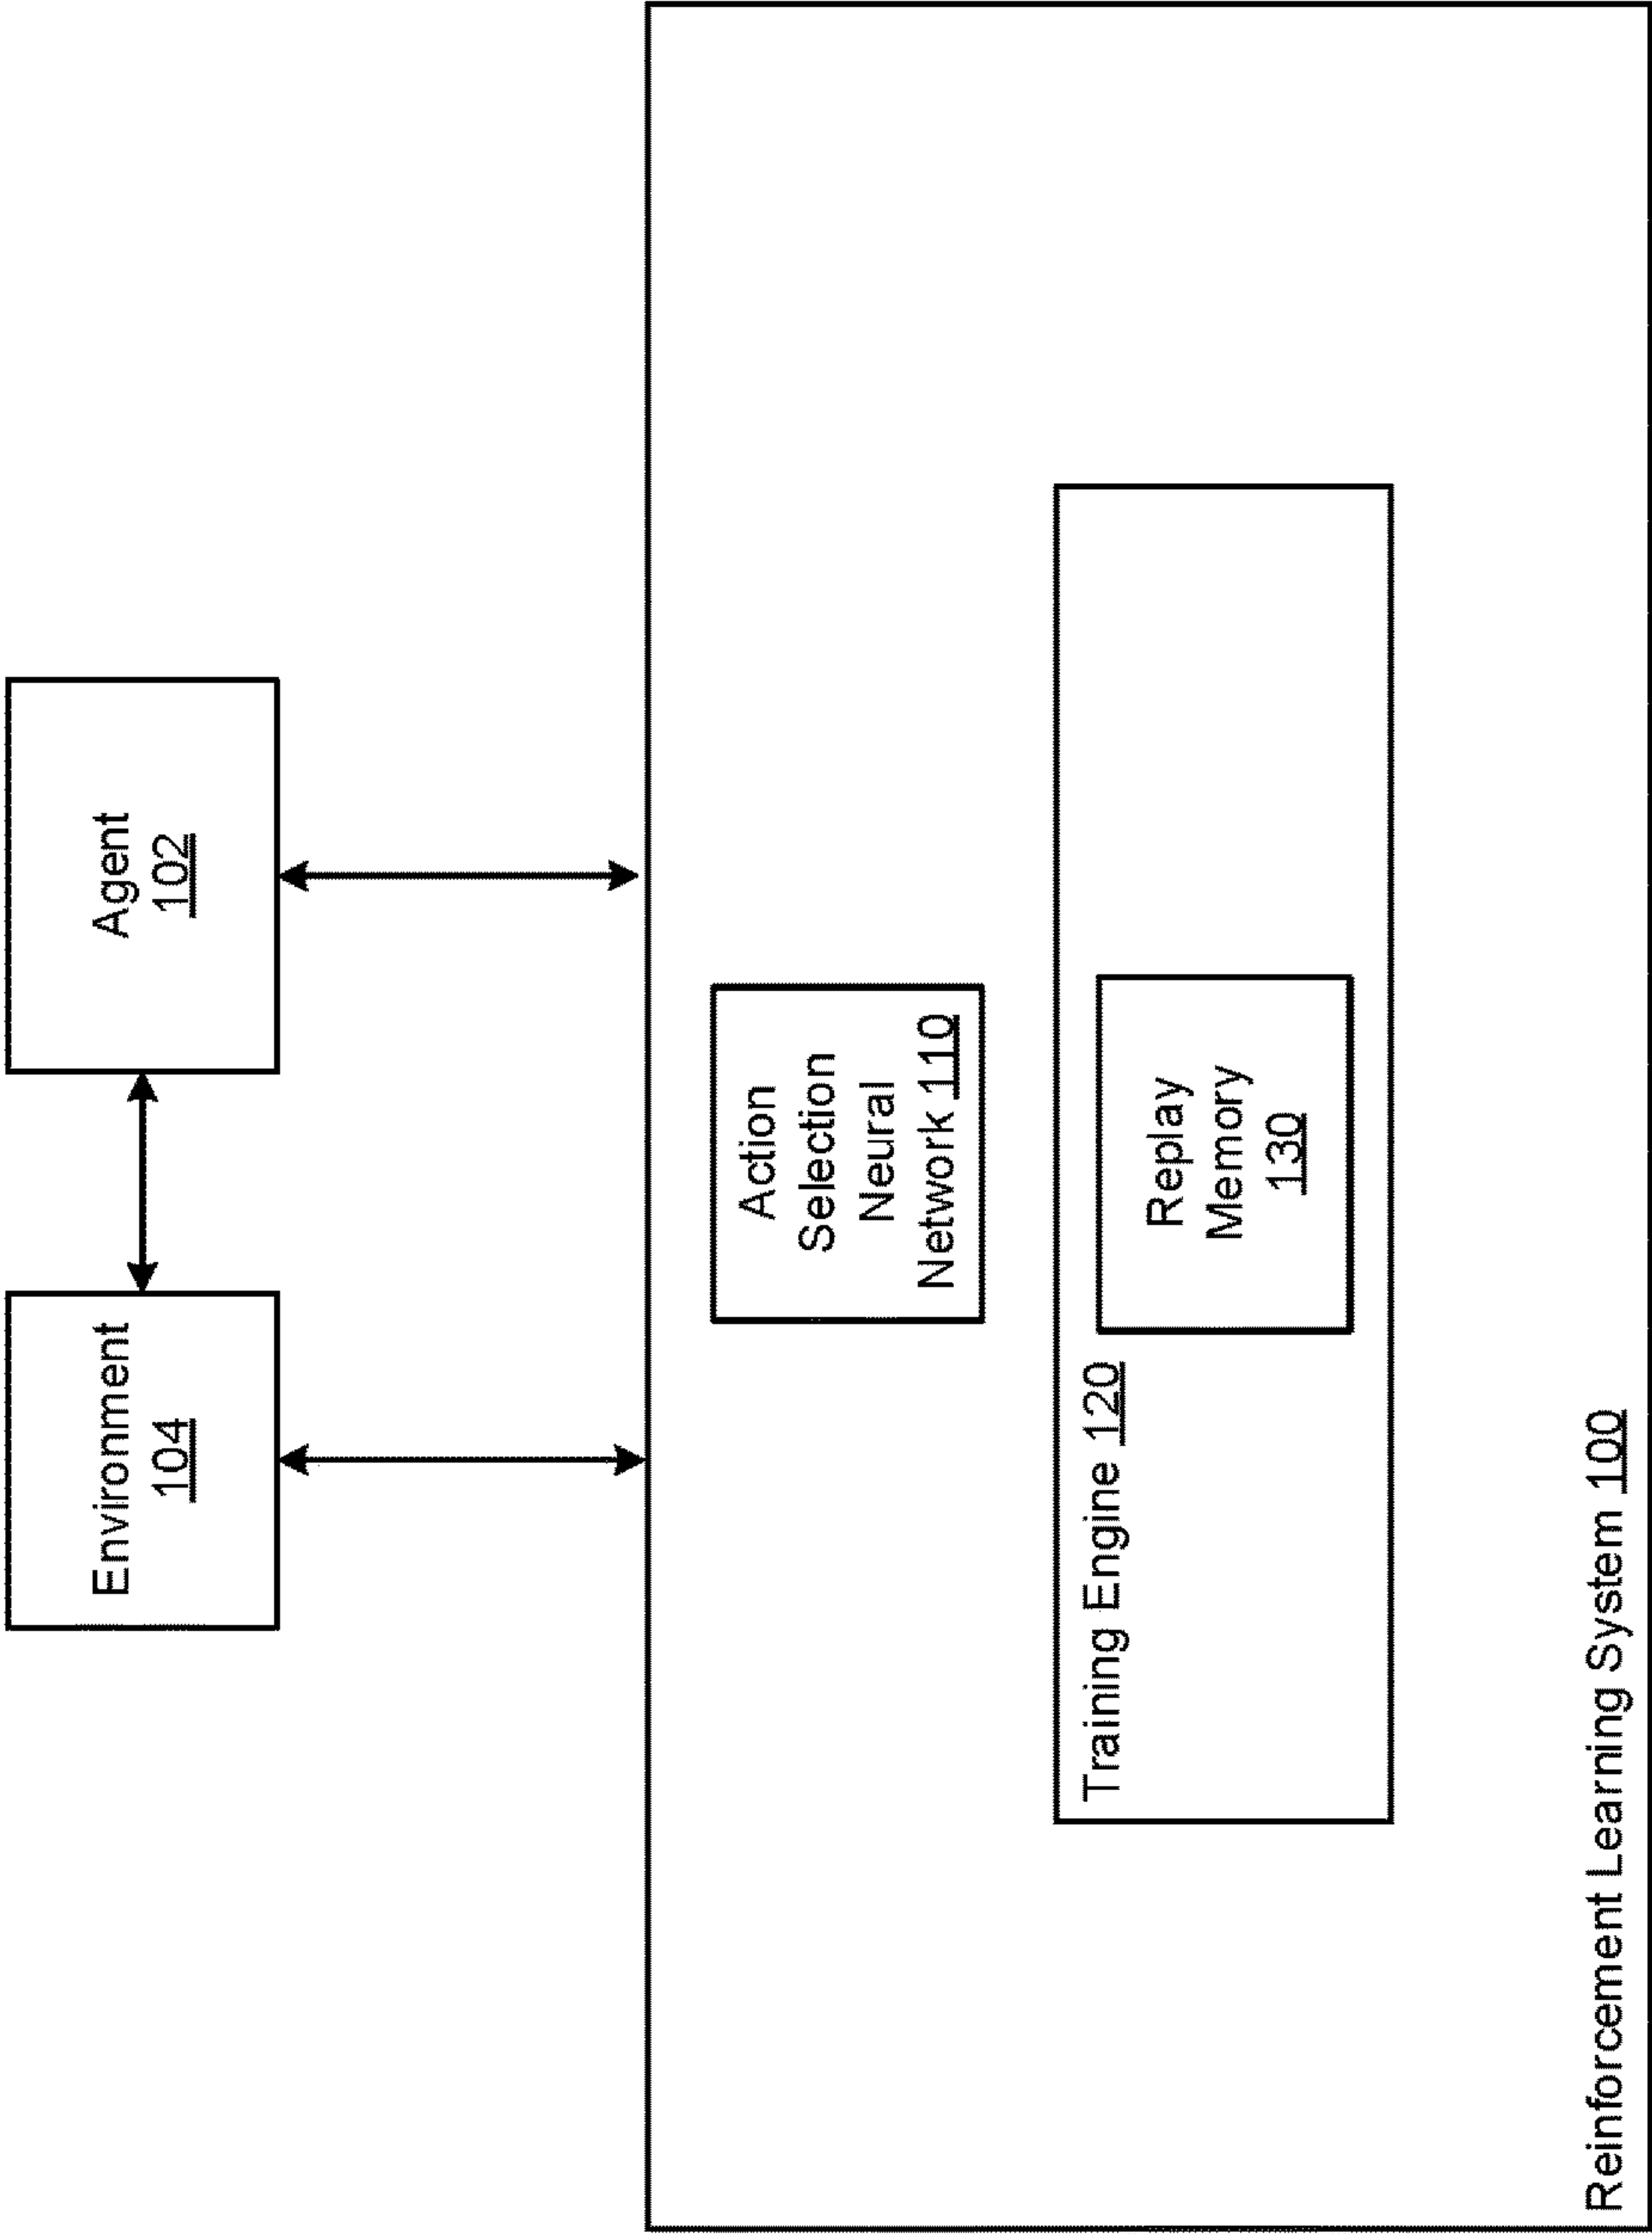 Environment
104
Agent
102
Action
Selection
Neural
Network 110
Training Engine 120
Replay
Memory
130
Reinforcement Learning System 100